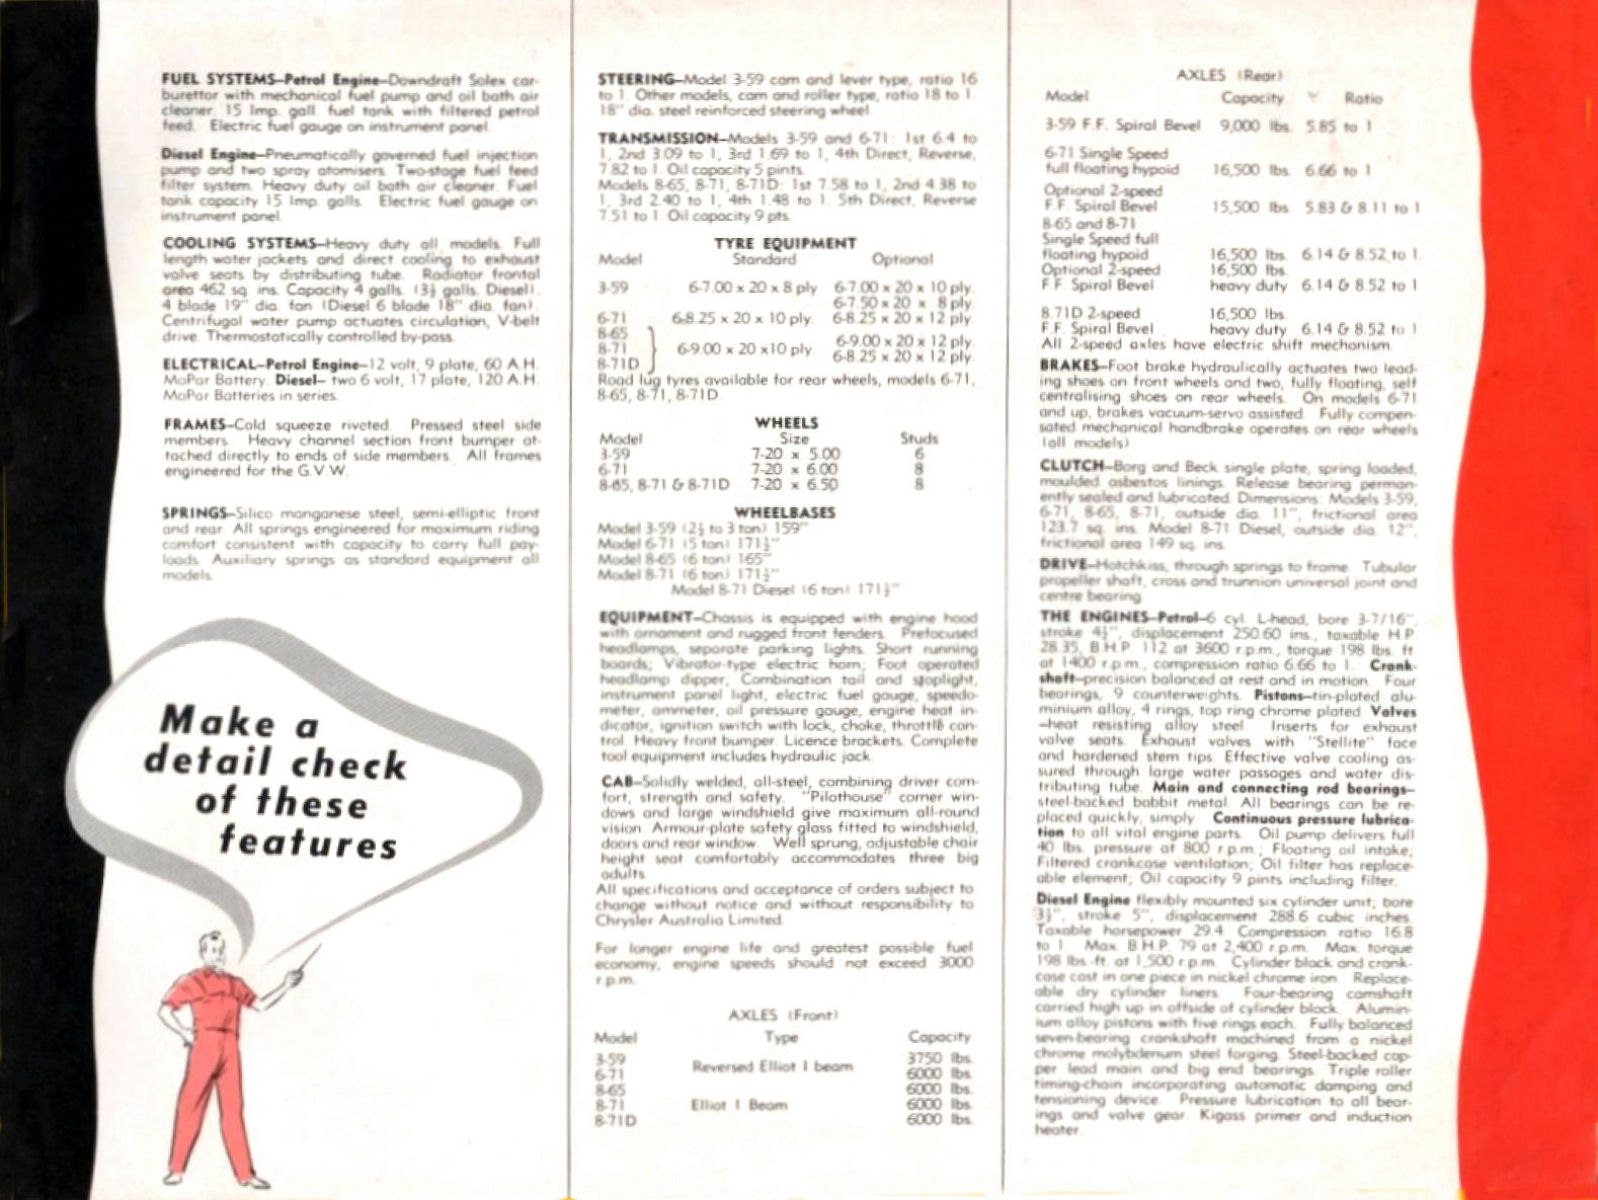 FUEL SYSTEMS—Petrol Engine—Downdraft Solex car-
burettor with mechanical fuel pump and oil bath air
cleaner. 15 Imp. gall. fuel tank with filtered petrol
feed. Electric fuel gauge on instrument panel.
Diesel Engine—Pneumatically governed fuel injection
pump and two spray atomisers. Two-stage fuel feed
filter system. Heavy duty oil bath air cleaner. Fuel
tank capacity 15 Imp. galls. Electric fuel gauge on
instrument panel.
COOLING SYSTEMS—Heavy duty all models. Full
length water jackets and direct cooling to exhaust
valve seats by distributing tube. Radiator frontal
area 462 sq. ins. Capacity 4 galls. (3½ galls. Diesel).
4 blade 19" dia. fan (Diesel 6 blade 18" dia. fan).
Centrifugal water pump actuates circulation, V-belt
drive. Thermostatically controlled by-pass.
ELECTRICAL—Petrol Engine—12 volt, 9 plate, 60 A.H.
MoPar Battery. Diesel— two 6 volt, 17 plate, 120 A.H.
MoPar Batteries in series.
FRAMES—Cold squeeze riveted. Pressed steel side
members. Heavy channel section front bumper at-
tached directly to ends of side members. All frames
engineered for the G.V.W.
SPRINGS—Silico manganese steel, semi-elliptic front
and rear. All springs engineered for maximum riding
comfort consistent with capacity to carry full pay-
loads. Auxiliary springs as standard equipment all
models.
Make a
detail check
of these
features
STEERING—Model 3-59 cam and lever type, ratio 16
to 1. Other models, cam and roller type, ratio 18 to 1.
18" dia. steel reinforced steering wheel.
TRANSMISSION—Models 3-59 and 6-71: 1st 6.4 to
1, 2nd 3.09 to 1, 3rd 1.69 to 1, 4th Direct, Reverse,
7.82 to 1. Oil capacity 5 pints.
Models 8-65, 8-71, 8-71D: 1st 7.58 to 1, 2nd 4.38 to
1, 3rd 2.40 to 1, 4th 1.48 to 1. 5th Direct, Reverse
7.51 to 1. Oil capacity 9 pts.
TYRE EQUIPMENT
Model Standard Optional
3-59 6-7.00 x 20 x 8 ply 6-7.00 x 20 x 10 ply.
6-7.50 x 20 x 8 ply.
6-71 6-8.25 x 20 x 10 ply. 6-8.25 x 20 x 12 ply.
8-65
8-71 6-9.00 x 20 x10 ply 6-9.00 x 20 x 12 ply.
6-8.25 x 20 x 12 ply.
8-71D
Road lug tyres available for rear wheels, models 6-71,
8-65, 8-71, 8-71D.
WHEELS
Model Size Studs
3-59 7-20 x 5.00 6
6-71 7-20 x 6.00 8
8-65, 8-71 & 8-71D 7-20 x 6.50 8
WHEELBASES
Model 3-59 (2½ to 3 ton) 159"
Model 6-71 (5 ton) 171½"
Model 8-65 (6 ton) 165"
Model 8-71 (6 ton) 171½"
Model 8-71 Diesel (6 ton) 171½"
EQUIPMENT—Chassis is equipped with engine hood
with ornament and rugged front fenders. Prefocused
headlamps, separate parking lights. Short running
boards; Vibrator-type electric horn; Foot operated
headlamp dipper, Combination tail and stoplight,
instrument panel light, electric fuel gauge, speedo-
meter, ammeter, oil pressure gauge, engine heat in-
dicator, ignition switch with lock, choke, throttle con-
trol. Heavy front bumper. Licence brackets. Complete
tool equipment includes hydraulic jack.
CAB—Solidly welded, all-steel, combining driver com-
fort, strength and safety. "Pilothouse" corner win-
dows and large windshield give maximum all-round
vision. Armour-plate safety glass fitted to windshield,
doors and rear window. Well sprung, adjustable chair
height seat comfortably accommodates three big
adults.
All specifications and acceptance of orders subject to
change without notice and without responsibility to
Chrysler Australia Limited.
For longer engine life and greatest possible fuel
economy, engine speeds should not exceed 3000
r.p.m.
AXLES (Front)
Model Type Capacity
3-59 3750 lbs.
Reversed Elliot I beam
6-71 6000 lbs.
8-65 6000 lbs.
8-71 Elliot I Beam 6000 lbs.
8-71D 6000 lbs.
AXLES (Rear)
Model Capacity Ratio
3-59 F.F. Spiral Bevel 9,000 lbs. 5.85 to 1
6-71 Single Speed
full floating hypoid 16,500 lbs. 6.66 to 1
Optional 2-speed
F.F. Spiral Bevel 15,500 lbs. 5.83 & 8.11 to 1
8-65 and 8-71
Single Speed full
floating hypoid 16,500 lbs. 6.14 & 8.52 to 1
Optional 2-speed 16,500 lbs.
F.F. Spiral Bevel heavy duty 6.14 & 8.52 to 1
8.71D 2-speed 16,500 lbs.
F.F. Spiral Bevel heavy duty 6.14 & 8.52 to 1
All 2-speed axles have electric shift mechanism.
BRAKES—Foot brake hydraulically actuates two lead-
ing shoes on front wheels and two, fully floating, self
centralising shoes on rear wheels. On models 6-71
and up, brakes vacuum-servo assisted. Fully compen-
sated mechanical handbrake operates on rear wheels
(all models)
CLUTCH—Borg and Beck single plate, spring loaded,
moulded asbestos linings. Release bearing perman-
ently sealed and lubricated. Dimensions: Models 3-59,
6-71, 8-65, 8-71, outside dia. 11", frictional area
123.7 sq. ins. Model 8-71 Diesel, outside dia. 12",
frictional area 149 sq. ins.
DRIVE—Hotchkiss, through springs to frame. Tubular
propeller shaft, cross and trunnion universal joint and
centre bearing.
THE ENGINES—Petrol—6 cyl. L-head, bore 3-7/16",
stroke 4½", displacement 250.60 ins., taxable H.P.
28.35, B.H.P. 112 at 3600 r.p.m., torque 198 lbs. ft.
at 1400 r.p.m., compression ratio 6.66 to 1. Crank-
shaft—precision balanced at rest and in motion. Four
bearings, 9 counterweights. Pistons—tin-plated alu-
minium alloy, 4 rings, top ring chrome plated. Valves
—heat resisting alloy steel. Inserts for exhaust
valve seats. Exhaust valves with "Stellite" face
and hardened stem tips. Effective valve cooling as-
sured through large water passages and water dis-
tributing tube. Main and connecting rod bearings—
steel-backed babbit metal. All bearings can be re-
placed quickly, simply. Continuous pressure lubrica-
tion to all vital engine parts. Oil pump delivers full
40 lbs. pressure at 800 r.p.m.; Floating oil intake;
Filtered crankcase ventilation; Oil filter has replace-
able element; Oil capacity 9 pints including filter.
Diesel Engine flexibly mounted six cylinder unit; bore
3½", stroke 5", displacement 288.6 cubic inches.
Taxable horsepower 29.4. Compression ratio 16.8
to 1. Max. B.H.P. 79 at 2,400 r.p.m. Max. torque
198 lbs.-ft. at 1,500 r.p.m. Cylinder block and crank-
case cast in one piece in nickel chrome iron. Replace-
able dry cylinder liners. Four-bearing camshaft
carried high up in offside of cylinder block. Alumin-
ium alloy pistons with five rings each. Fully balanced
seven-bearing crankshaft machined from a nickel
chrome molybdenum steel forging. Steel-backed cop-
per lead main and big end bearings. Triple roller
timing-chain incorporating automatic damping and
tensioning device. Pressure lubrication to all bear-
ings and valve gear. Kigass primer and induction
heater.